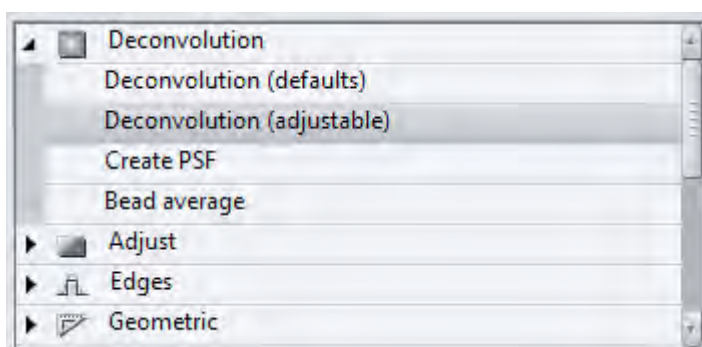 Deconvolution
Deconvolution (defaults)
Deconvolution (adjustable)
Create PSF
Bead average
Adjust
Edges
Geometric